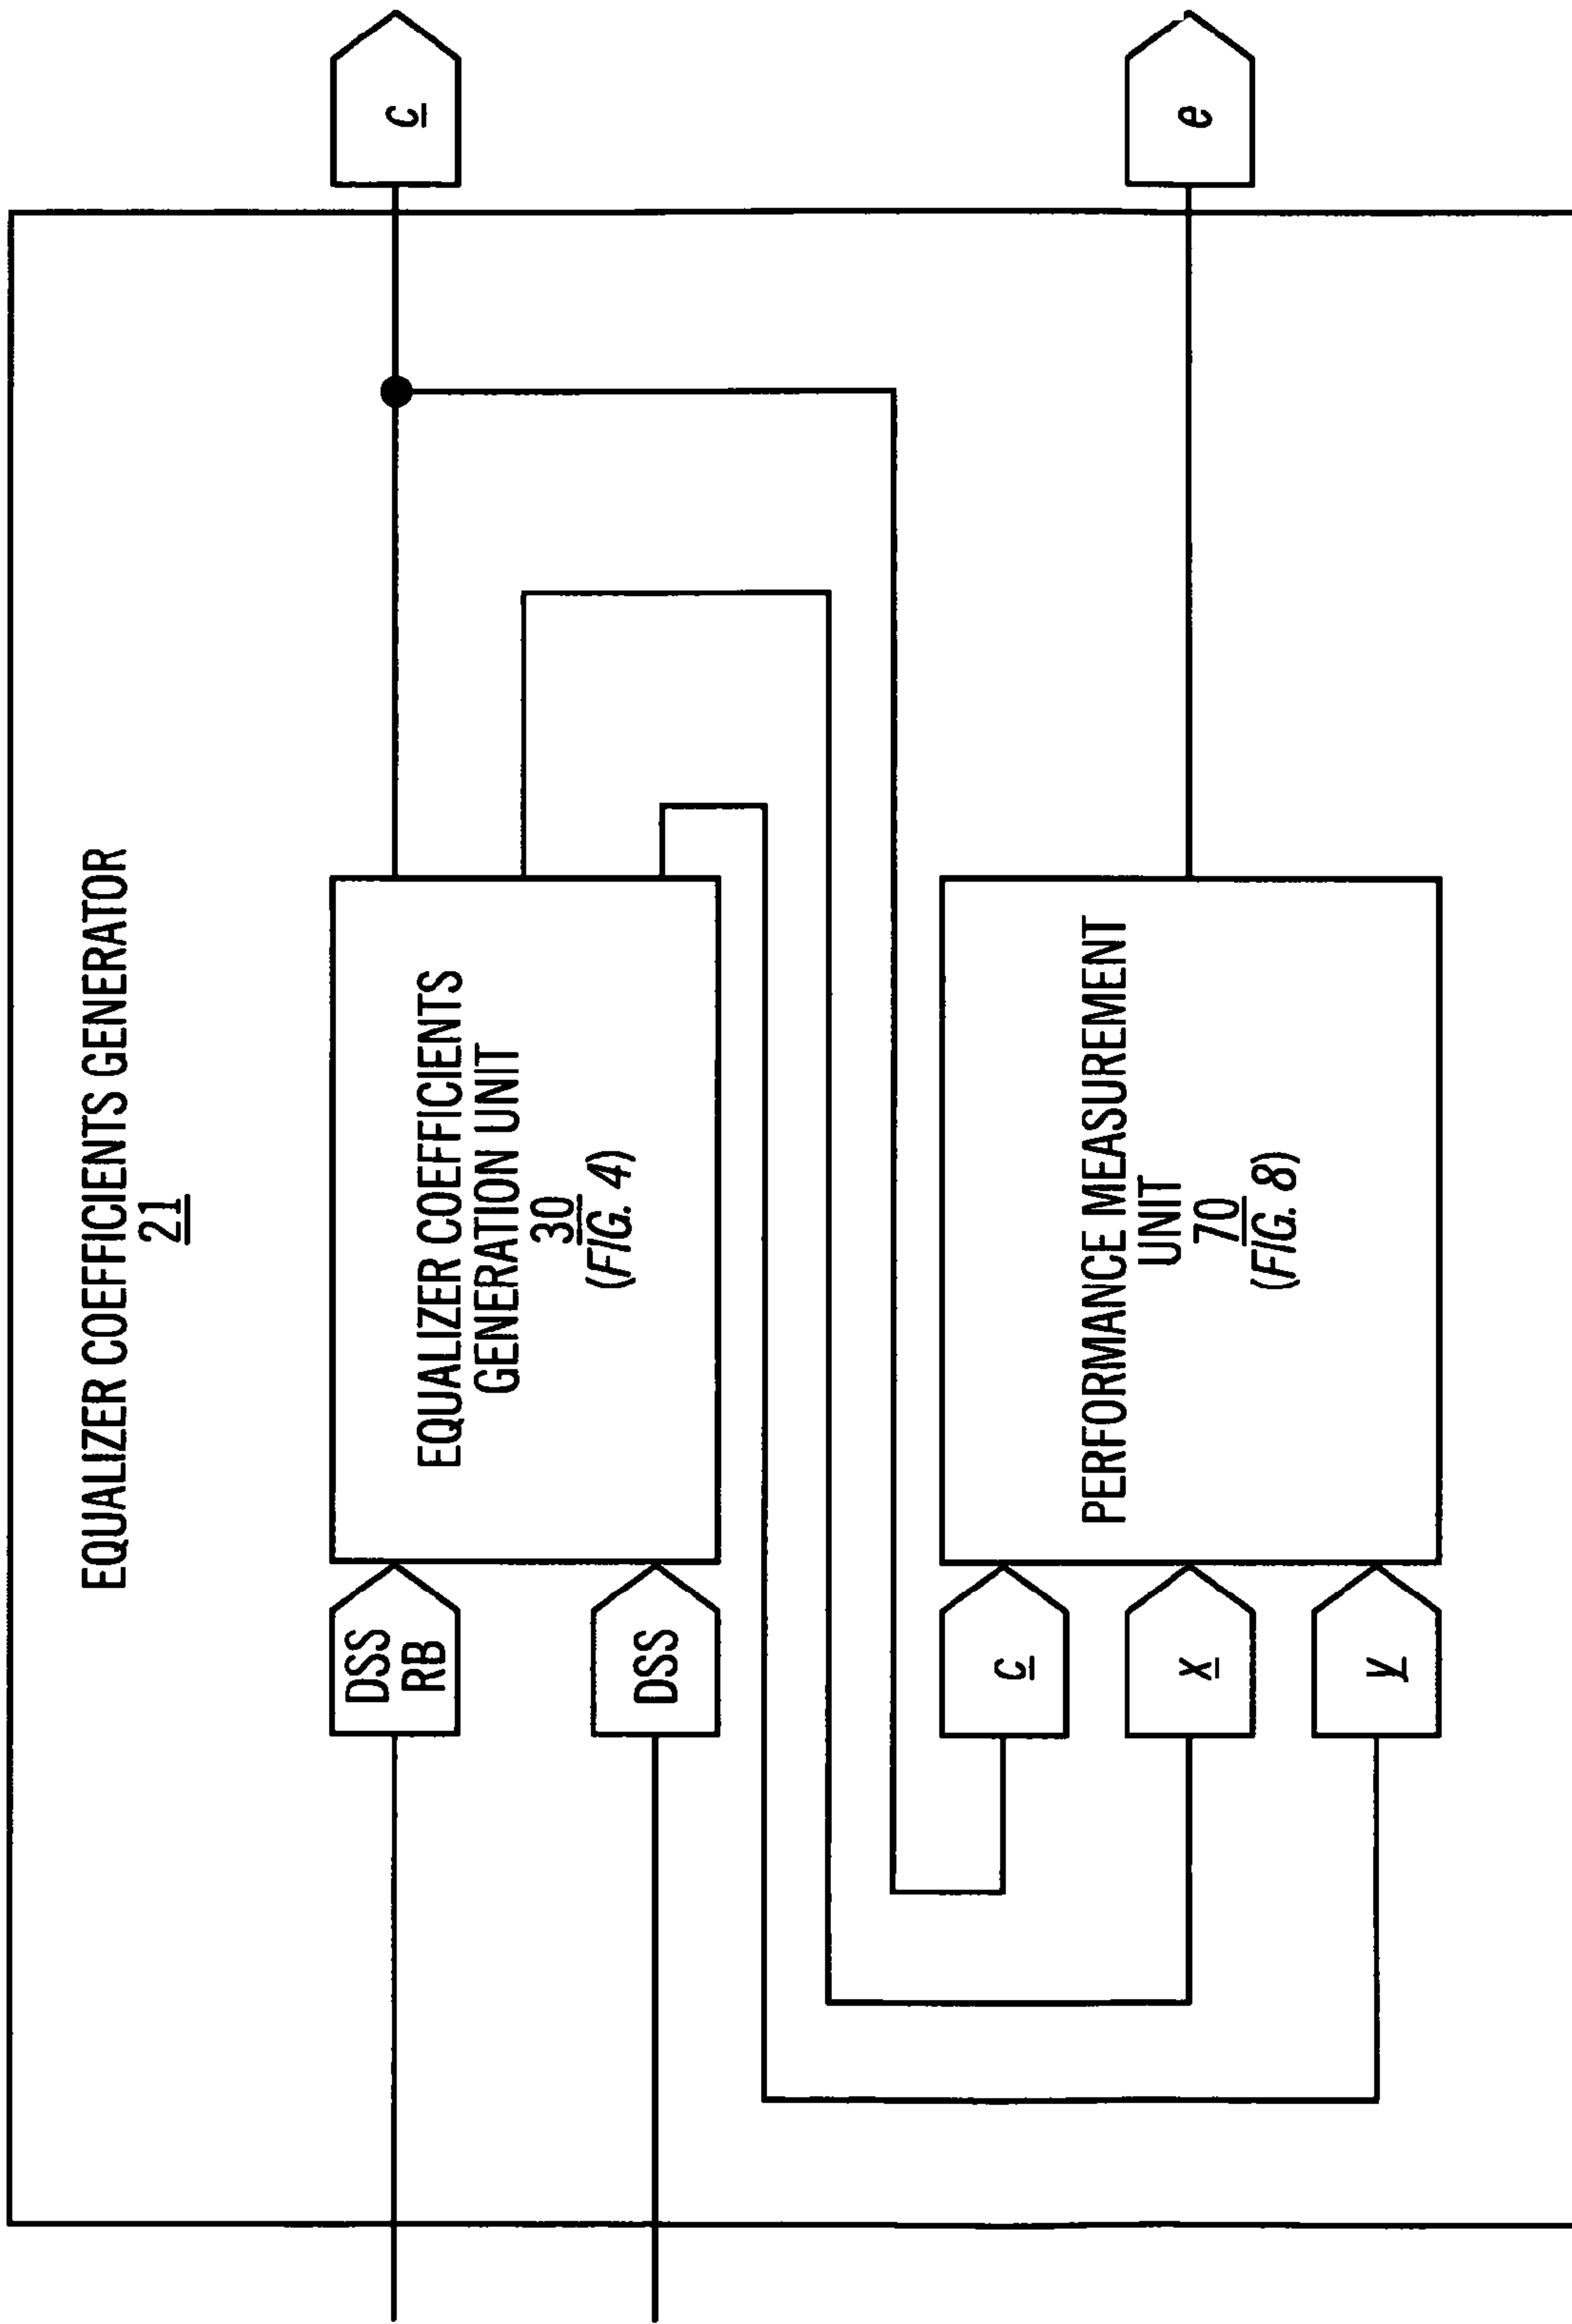 EQUALIZER COEFFICIENTS GENERATOR
21
DSS
RB
DSS
EQUALIZER COEFFICIENTS
GENERATION UNIT
30
(FIG. 4)
c
c
x
y
PERFORMANCE MEASUREMENT
UNIT
70
(FIG. 8)
e